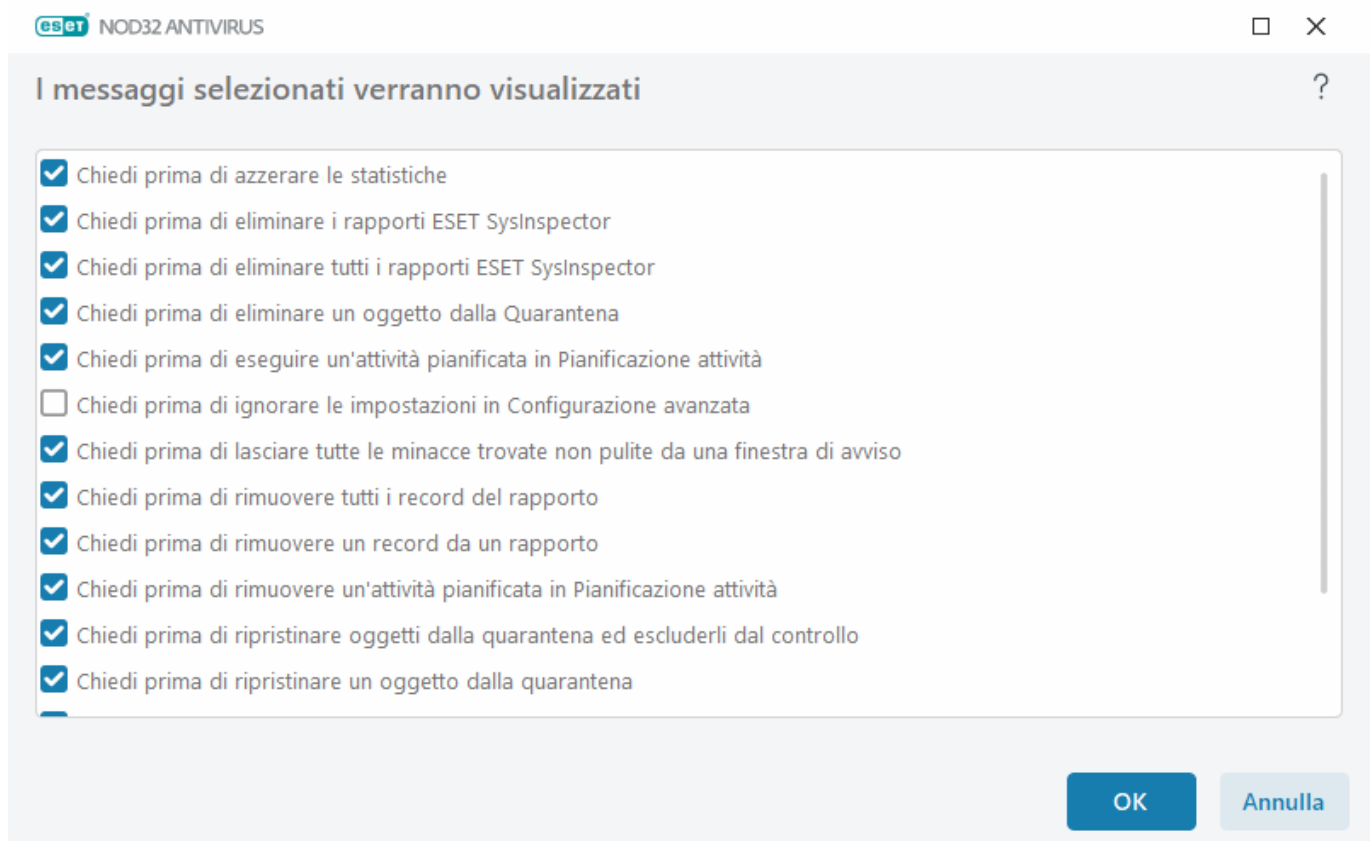 eset NOD32 ANTIVIRUS
I messaggi selezionati verranno visualizzati
?
Chiedi prima di azzerare le statistiche
Chiedi prima di eliminare i rapporti ESET SysInspector
Chiedi prima di eliminare tutti i rapporti ESET SysInspector
Chiedi prima di eliminare un oggetto dalla Quarantena
Chiedi prima di eseguire un'attività pianificata in Pianificazione attività
Chiedi prima di ignorare le impostazioni in Configurazione avanzata
Chiedi prima di lasciare tutte le minacce trovate non pulite da una finestra di avviso
Chiedi prima di rimuovere tutti i record del rapporto
Chiedi prima di rimuovere un record da un rapporto
Chiedi prima di rimuovere un'attività pianificata in Pianificazione attività
Chiedi prima di ripristinare oggetti dalla quarantena ed escluderli dal controllo
Chiedi prima di ripristinare un oggetto dalla quarantena
OK Annulla